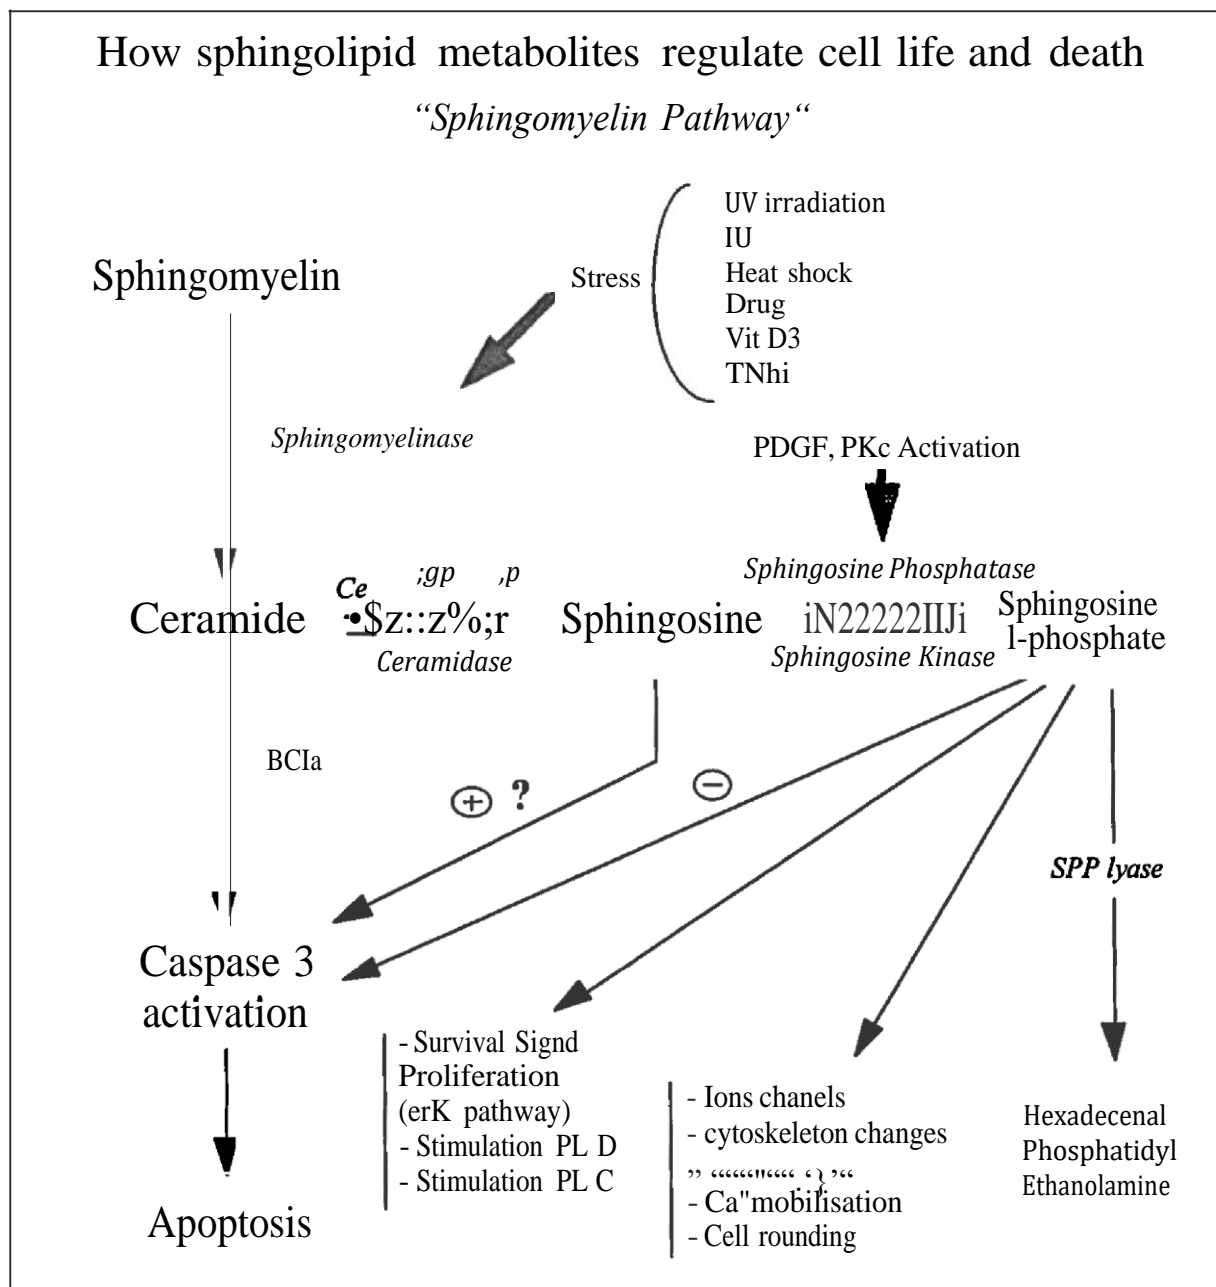 How sphingolipid metabolites regulate cell life and death
“Sphingomyelin Pathway“
UV irradiation
IU
Heat shock
Drug
Vit D3
TNhi
Stress
Sphingomyelin
Sphingomyelinase
PDGF, PKc Activation
Sphingosine Phosphatase
;gp ,p
Ce
Ceramide •$z::z%;r Sphingosine iN22222IIJi Sphingosine
l-phosphate
Ceramidase
Sphingosine Kinase
BCIa
+ ?
−
SPP lyase
Caspase 3
activation
- Survival Signd
Proliferation
(erK pathway)
- Stimulation PL D
- Stimulation PL C
- Ions chanels
- cytoskeleton changes
- Ca"mobilisation
- Cell rounding
Hexadecenal
Phosphatidyl
Ethanolamine
Apoptosis